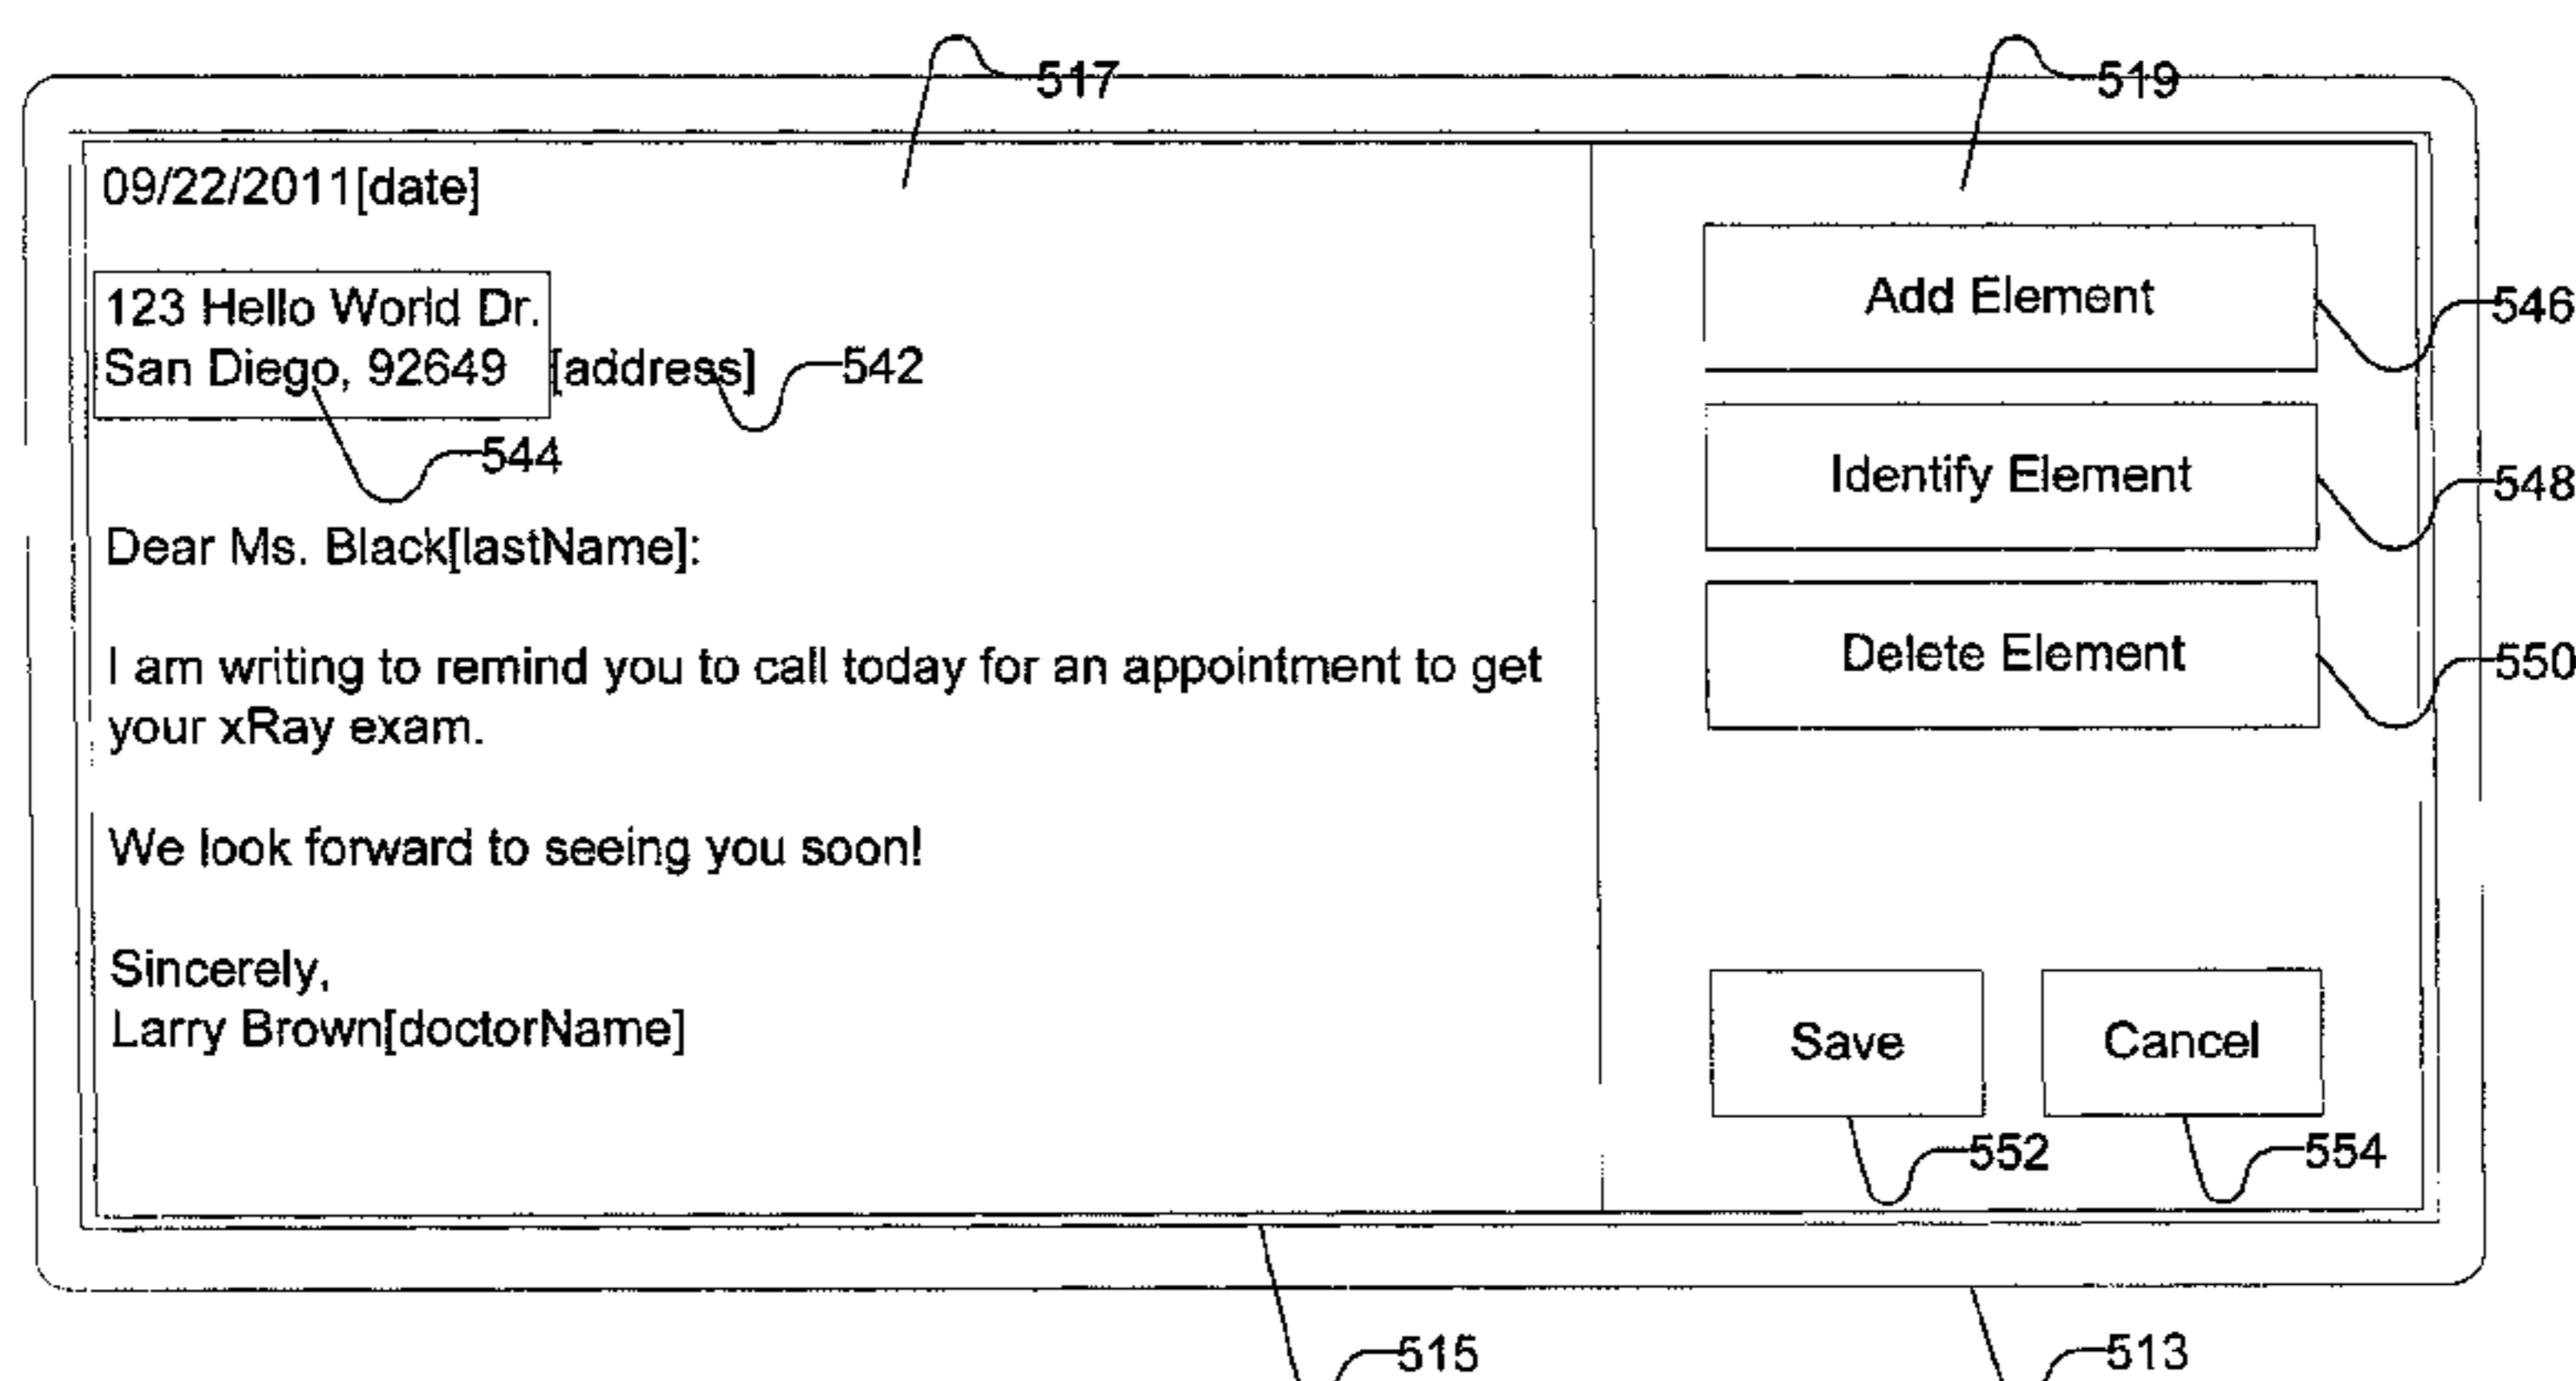 517
519
09/22/2011[date]
123 Hello World Dr.
San Diego, 92649 [address]
542
544
Dear Ms. Black[lastName]:
I am writing to remind you to call today for an appointment to get
your xRay exam.
We look forward to seeing you soon!
Sincerely,
Larry Brown[doctorName]
Add Element
546
Identify Element
548
Delete Element
550
Save
Cancel
552
554
515
513